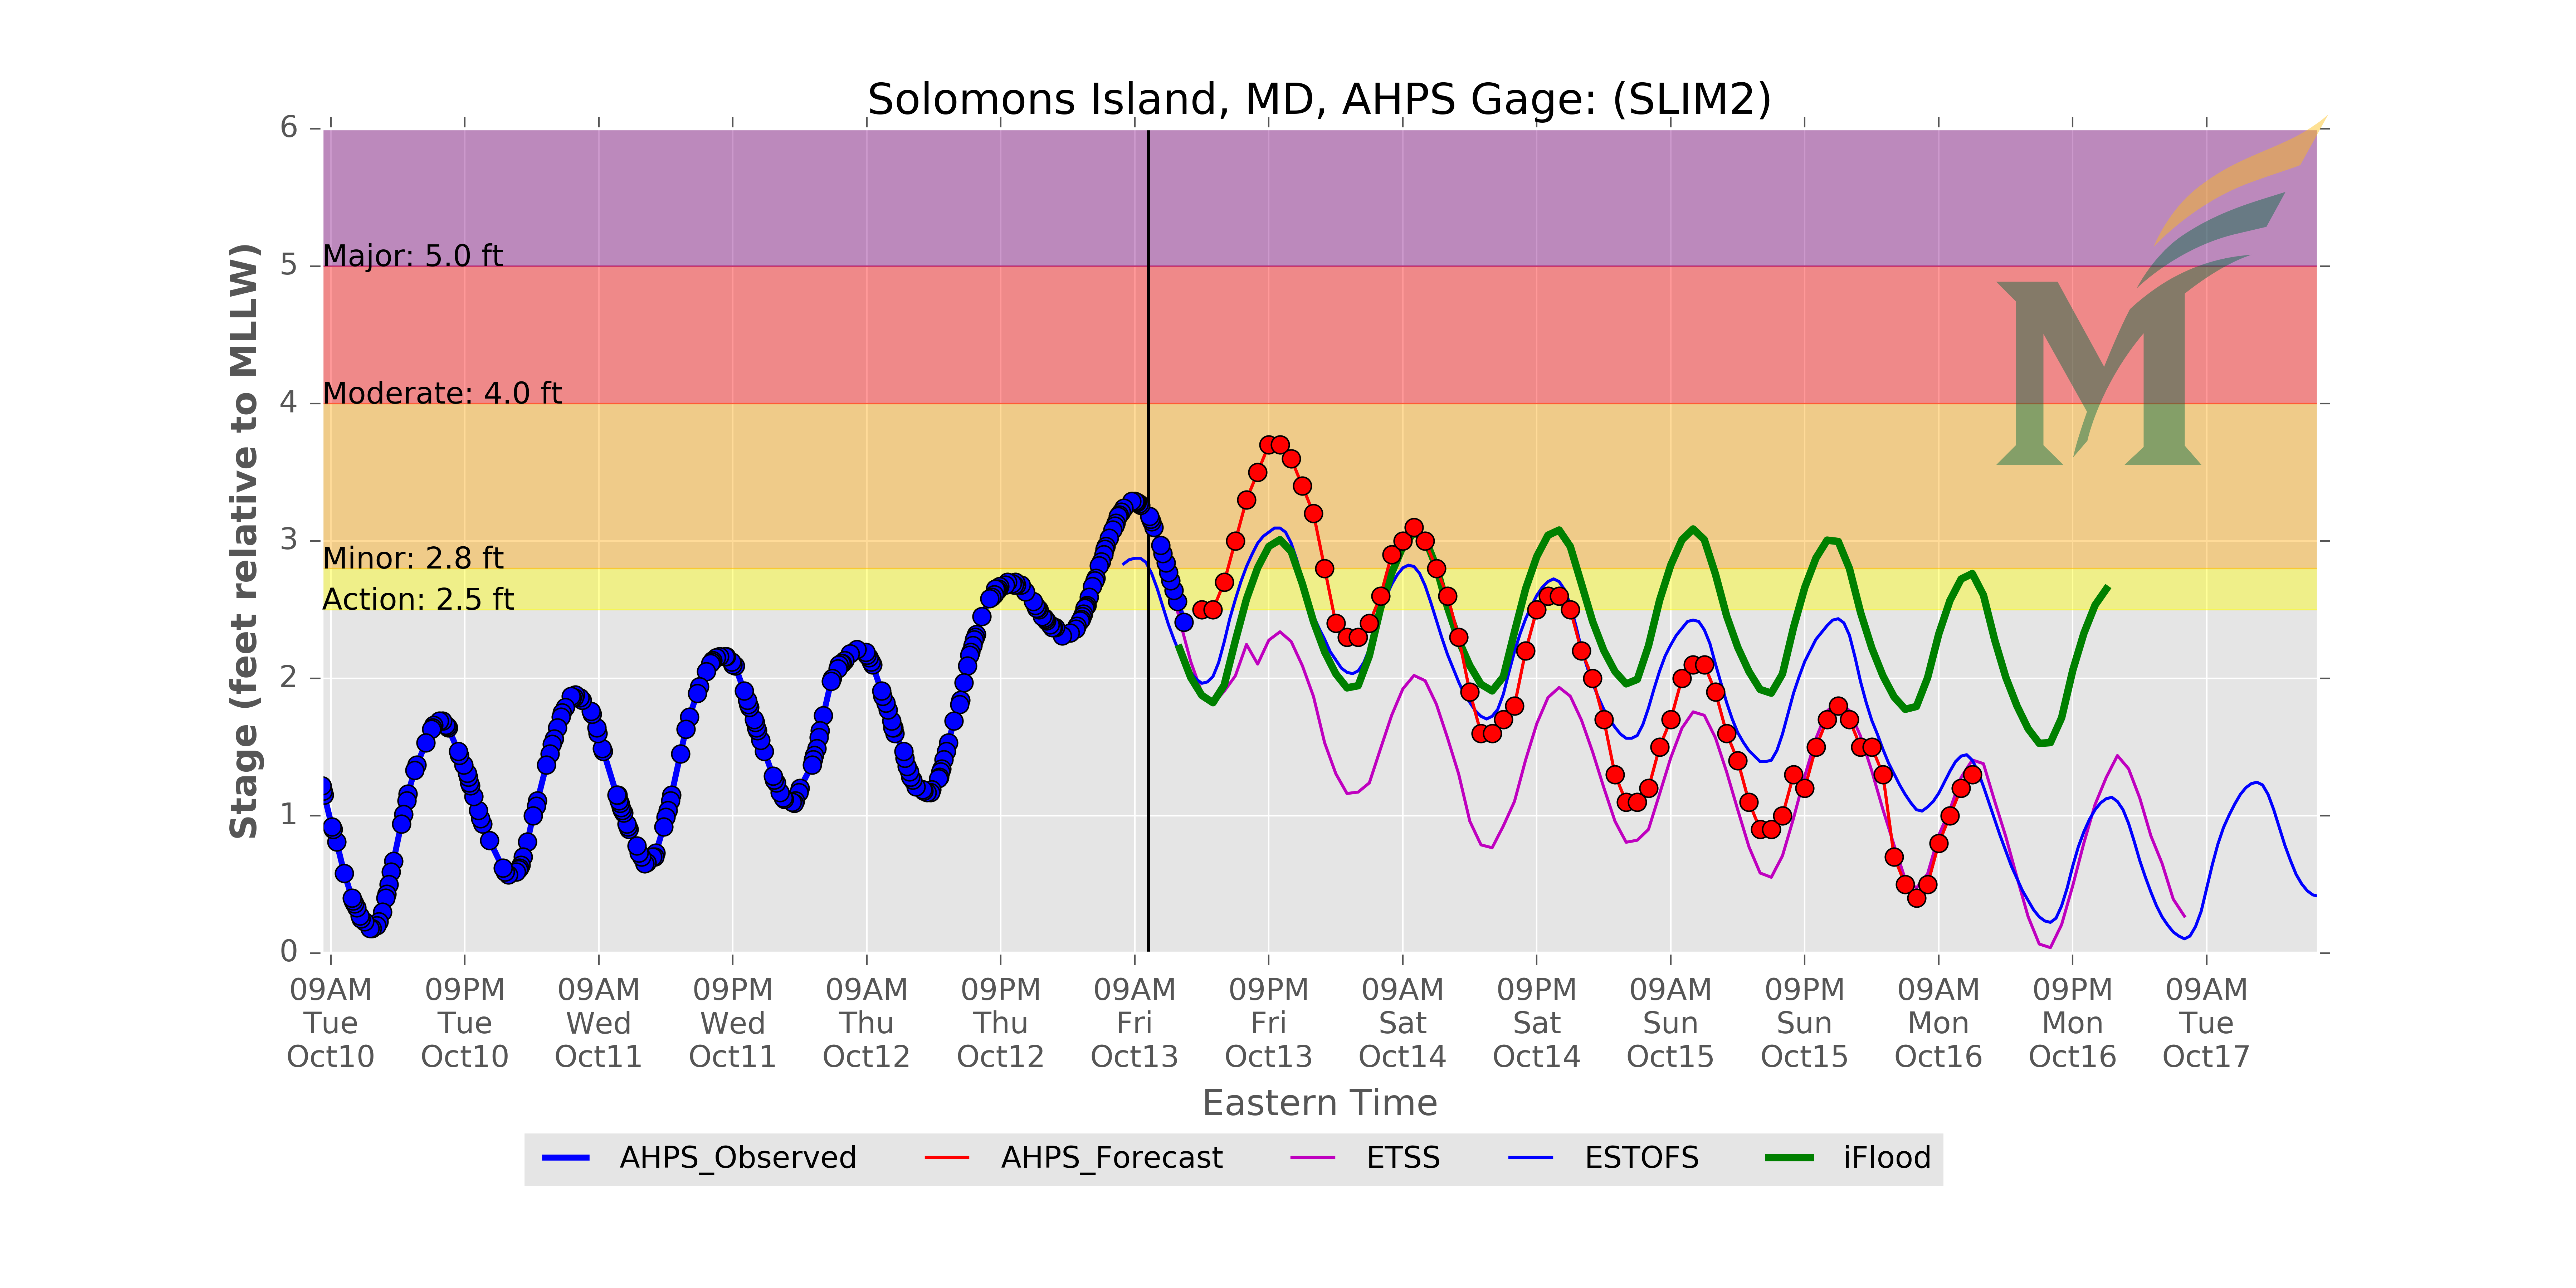 Solomons Island, MD, AHPS Gage: (SLIM2)
Stage (feet relative to MLLW)
6
5
4
3
2
1
0
Major: 5.0 ft
Moderate: 4.0 ft
Minor: 2.8 ft
Action: 2.5 ft
M
09AM 09PM 09AM 09PM 09AM 09PM 09AM 09PM 09AM 09PM 09AM 09PM 09AM 09PM 09AM
Tue Tue Wed Wed Thu Thu Fri Fri Sat Sat Sun Sun Mon Mon Tue
Oct10 Oct10 Oct11 Oct11 Oct12 Oct12 Oct13 Oct13 Oct14 Oct14 Oct15 Oct15 Oct16 Oct16 Oct17
Eastern Time
AHPS_Observed AHPS_Forecast ETSS ESTOFS iFlood